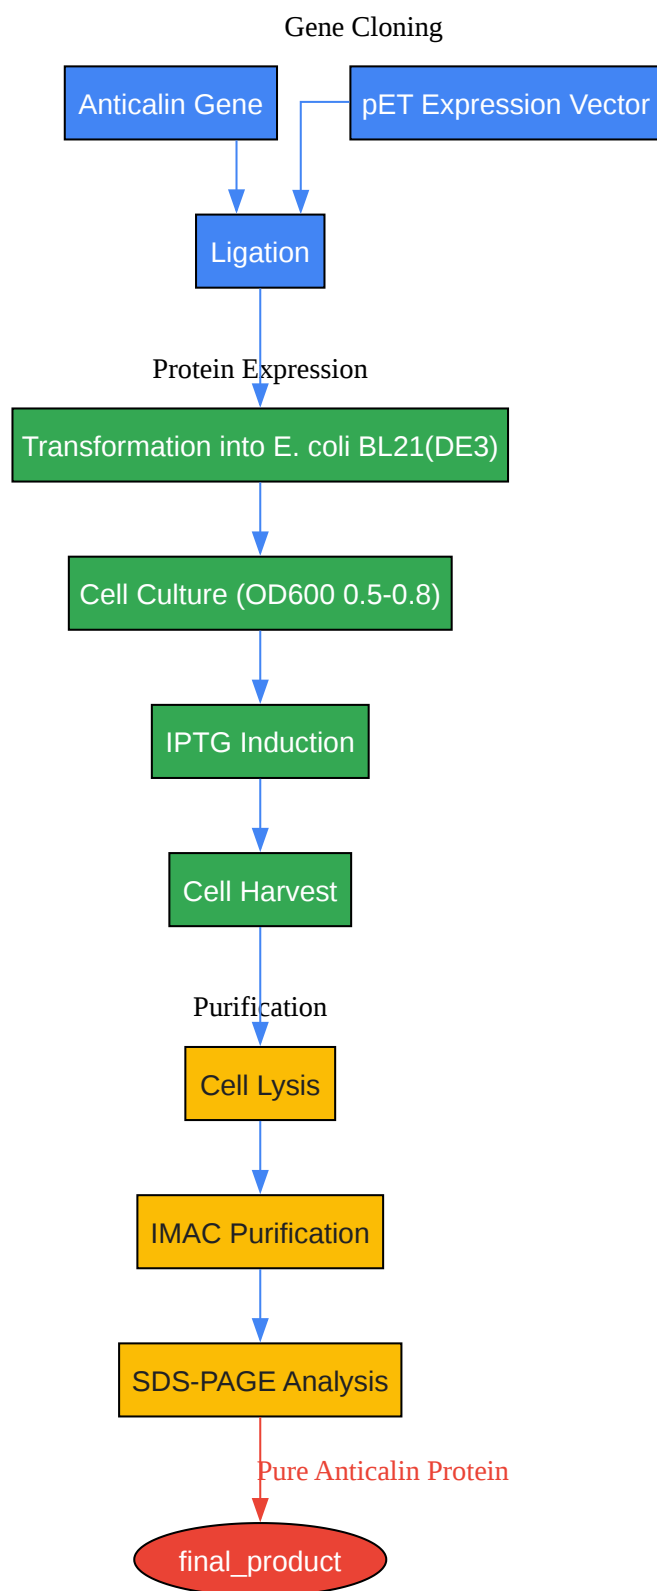 Gene Cloning
Anticalin Gene
pET Expression Vector
Ligation
Protein Expression
Transformation into E. coli BL21(DE3)
Cell Culture (OD600 0.5-0.8)
IPTG Induction
Cell Harvest
Purification
Cell Lysis
IMAC Purification
SDS-PAGE Analysis
Pure Anticalin Protein
final_product